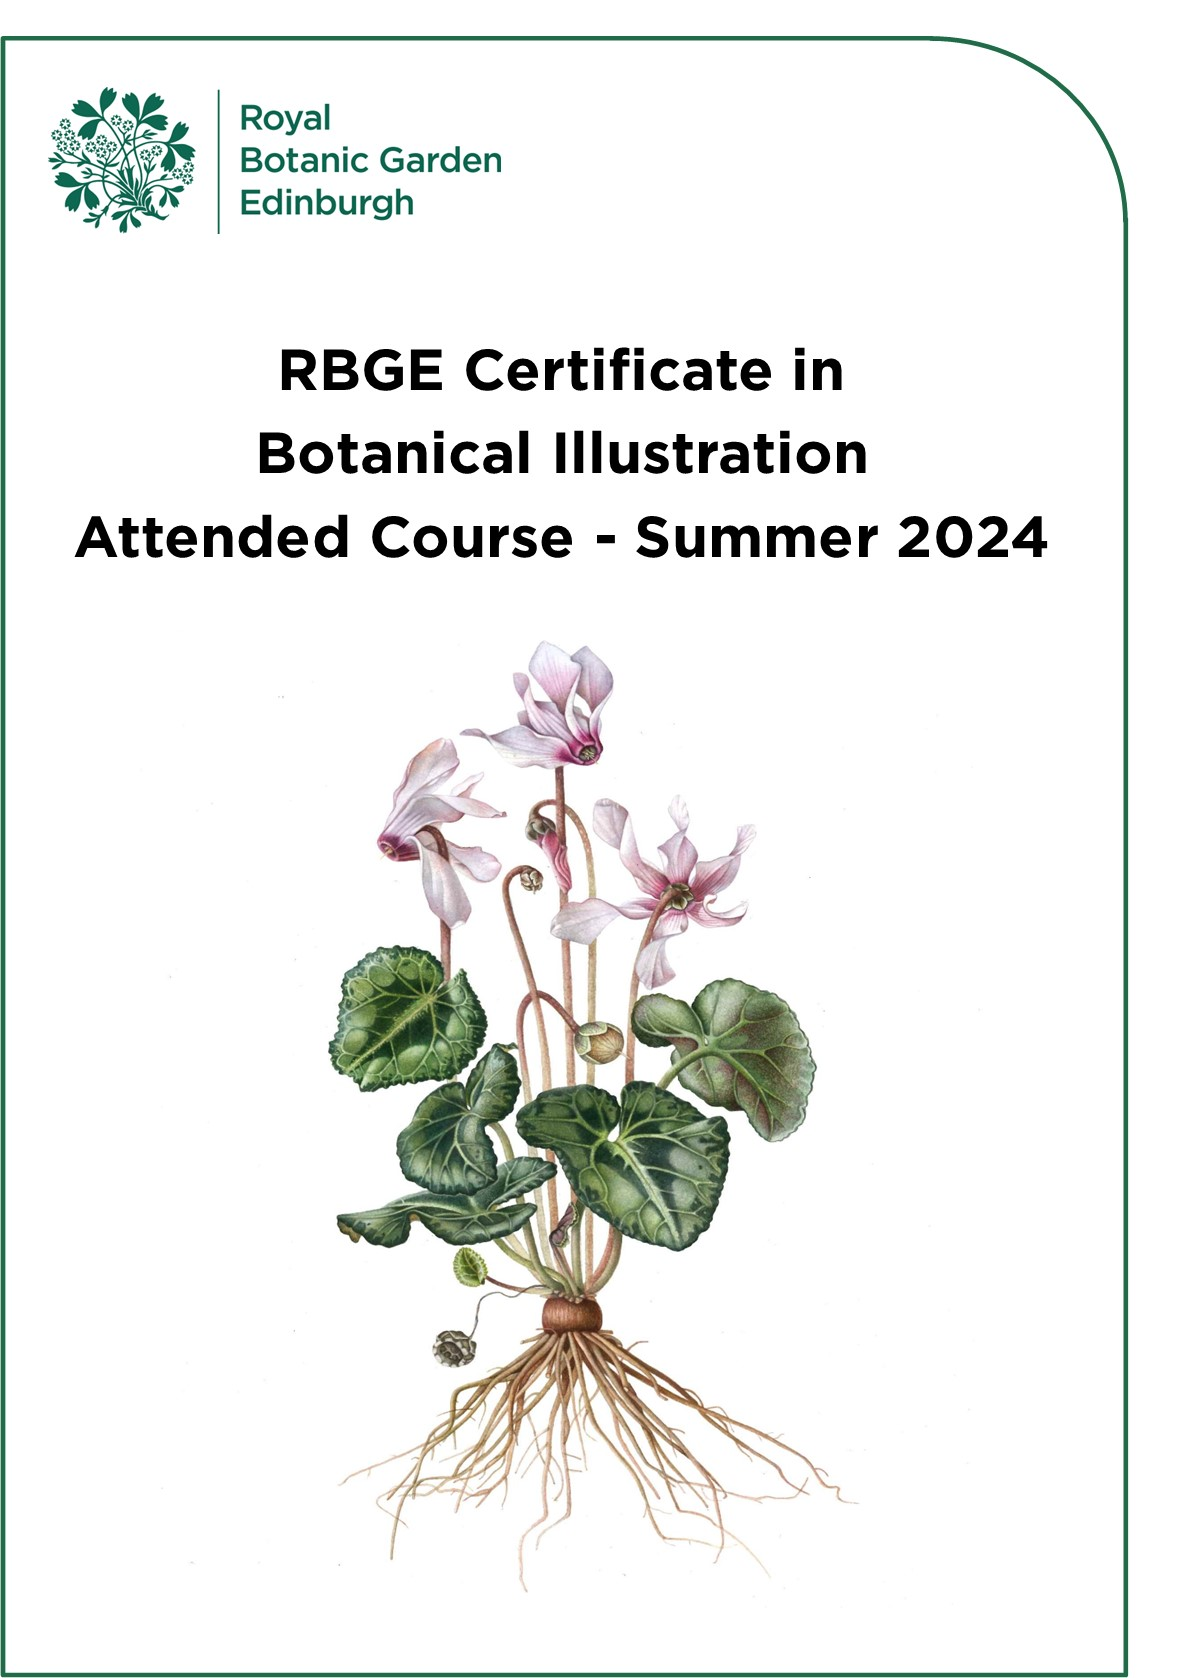 Royal
Botanic Garden
Edinburgh
RBGE Certificate in
Botanical Illustration
Attended Course - Summer 2024